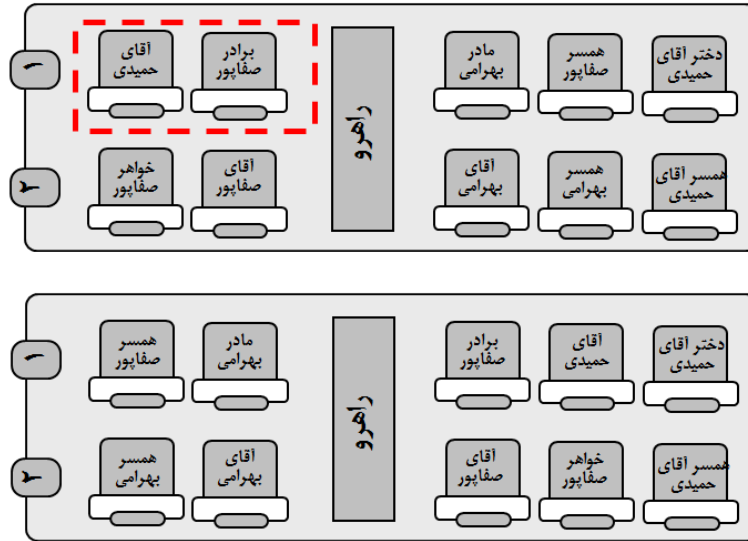 دختر آقای
حمیدی
همسر
صفاپور
مادر
بهرامی
راهرو
برادر
صفاپور
آقای
حمیدی
۱
همسر آقای
حمیدی
همسر
بهرامی
آقای
بهرامی
آقای
صفاپور
خواهر
صفاپور
۲
دختر آقای
حمیدی
آقای
حمیدی
برادر
صفاپور
راهرو
مادر
بهرامی
همسر
صفاپور
۱
همسر آقای
حمیدی
خواهر
صفاپور
آقای
صفاپور
آقای
بهرامی
همسر
بهرامی
۲